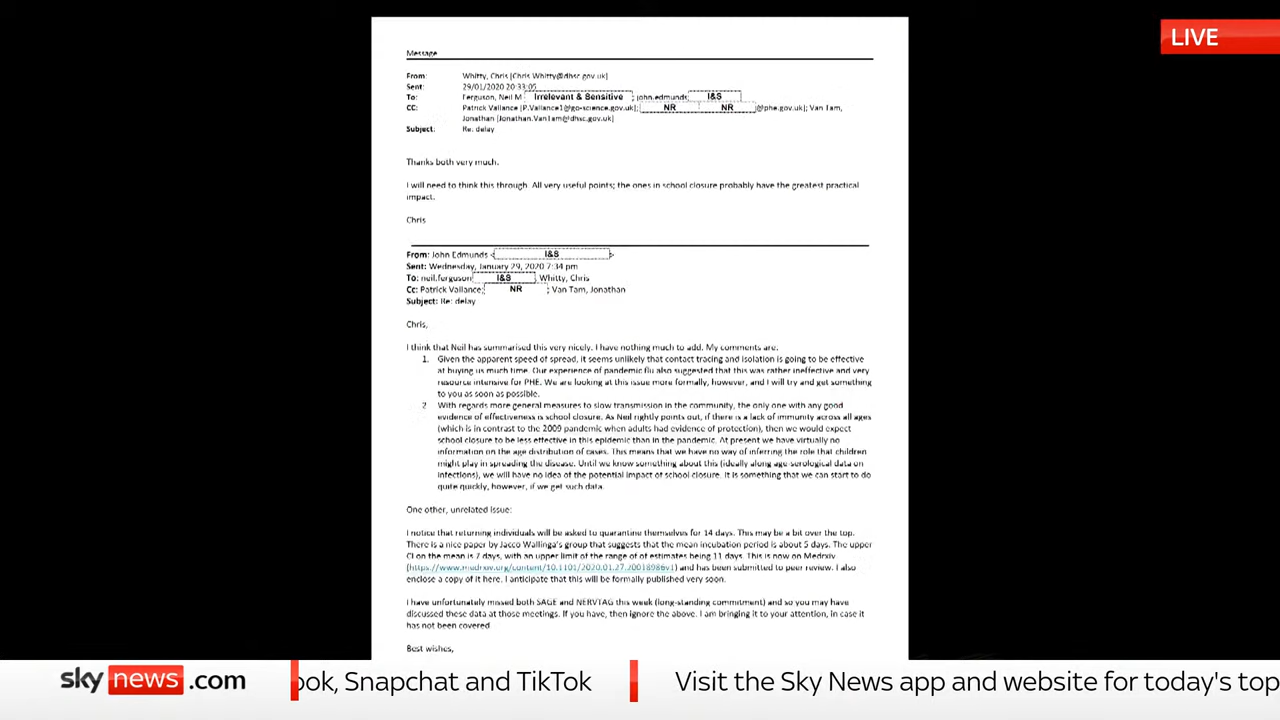 LIVE
Message
From: Whitty, Chris [Chris.Whitty@dhsc.gov.uk]
Sent: 29/01/2020 20:33:05
To: Ferguson, Neil M Irrelevant & Sensitive ; john.edmunds I&S
CC: Patrick Vallance [P.Vallance1@go-science.gov.uk]; NR NR @phe.gov.uk]; Van Tam,
Jonathan [Jonathan.VanTam@dhsc.gov.uk]
Subject: Re: delay
Thanks both very much.
I will need to think this through. All very useful points; the ones in school closure probably have the greatest practical
impact.
Chris
From: John Edmunds < I&S >
Sent: Wednesday, January 29, 2020 7:34 pm
To: neil.ferguson I&S Whitty, Chris
Cc: Patrick Vallance; NR ; Van Tam, Jonathan
Subject: Re: delay
Chris,
I think that Neil has summarised this very nicely. I have nothing much to add. My comments are:
1. Given the apparent speed of spread, it seems unlikely that contact tracing and isolation is going to be effective
at buying us much time. Our experience of pandemic flu also suggested that this was rather ineffective and very
resource intensive for PHE. We are looking at this issue more formally, however, and I will try and get something
to you as soon as possible.
2 With regards more general measures to slow transmission in the community, the only one with any good
evidence of effectiveness is school closure. As Neil rightly points out, if there is a lack of immunity across all ages
(which is in contrast to the 2009 pandemic when adults had evidence of protection), then we would expect
school closure to be less effective in this epidemic than in the pandemic. At present we have virtually no
information on the age distribution of cases. This means that we have no way of inferring the role that children
might play in spreading the disease. Until we know something about this (ideally along age-serological data on
infections), we will have no idea of the potential impact of school closure. It is something that we can start to do
quite quickly, however, if we get such data.
One other, unrelated issue:
I notice that returning individuals will be asked to quarantine themselves for 14 days. This may be a bit over the top.
There is a nice paper by Jacco Wallinga's group that suggests that the mean incubation period is about 5 days. The upper
CI on the mean is 7 days, with an upper limit of the range of of estimates being 11 days. This is now on Medrxiv
(https://www.medrxiv.org/content/10.1101/2020.01.27.20018986v1) and has been submitted to peer review. I also
enclose a copy of it here. I anticipate that this will be formally published very soon.
I have unfortunately missed both SAGE and NERVTAG this week (long-standing commitment) and so you may have
discussed these data at those meetings. If you have, then ignore the above. I am bringing it to your attention, in case it
has not been covered
Best wishes,
sky news .com ook, Snapchat and TikTok Visit the Sky News app and website for today's top